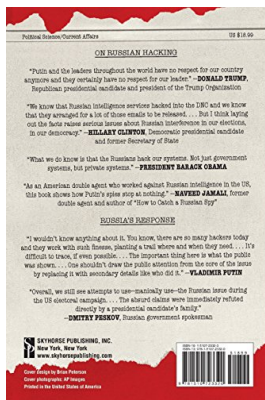 Political Science/Current Affairs US $16.99
ON RUSSIAN HACKING
"Putin and the leaders throughout the world have no respect for our country
anymore and they certainly have no respect for our leader." —DONALD TRUMP,
Republican presidential candidate and president of the Trump Organization
"We know that Russian intelligence services hacked into the DNC and we know
that they arranged for a lot of those emails to be released. . . . But I think laying
out the facts raises serious issues about Russian interference in our elections,
in our democracy." —HILLARY CLINTON, Democratic presidential candidate
and former Secretary of State
"What we do know is that the Russians hack our systems. Not just government
systems, but private systems." —PRESIDENT BARACK OBAMA
"As an American double agent who worked against Russian intelligence in the US,
this book shows how Putin's spies stop at nothing." —NAVEED JAMALI, former
double agent and author of "How to Catch a Russian Spy"
RUSSIA'S RESPONSE
"I wouldn't know anything about it. You know, there are so many hackers today
and they work with such finesse, planting a trail where and when they need. . . . It's
difficult to trace, if even possible. . . . The important thing here is what the public
was shown. . . . One shouldn't draw the public attention from the core of the issue
by replacing it with secondary details like who did it." —VLADIMIR PUTIN
"Overall, we still see attempts to use—manically use—the Russian issue during
the US electoral campaign. . . . The absurd claims were immediately refuted
directly by a presidential candidate's family."
—DMITRY PESKOV, Russian government spokesman
SKYHORSE PUBLISHING, INC.
New York, New York
www.skyhorsepublishing.com
Cover design by Brian Peterson
Cover photographs: AP Images
Printed in the United States of America